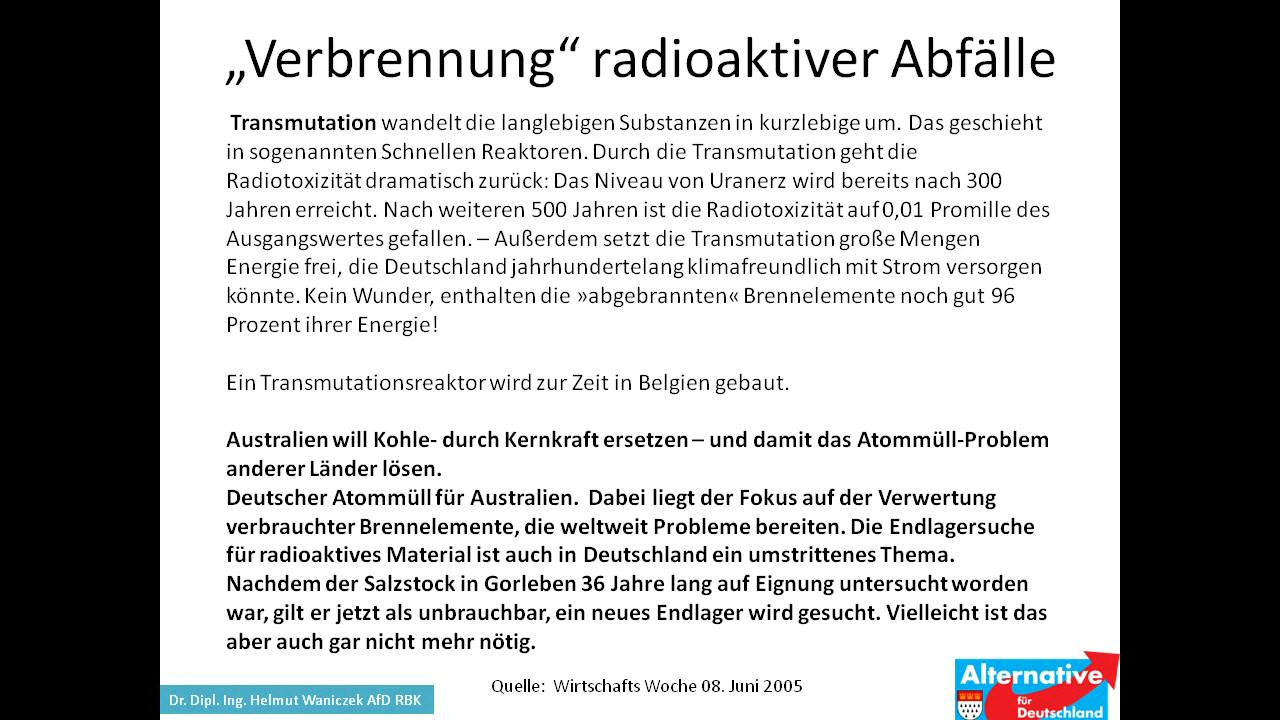 „Verbrennung“ radioaktiver Abfälle
Transmutation wandelt die langlebigen Substanzen in kurzlebige um. Das geschieht
in sogenannten Schnellen Reaktoren. Durch die Transmutation geht die
Radiotoxizität dramatisch zurück: Das Niveau von Uranerz wird bereits nach 300
Jahren erreicht. Nach weiteren 500 Jahren ist die Radiotoxizität auf 0,01 Promille des
Ausgangswertes gefallen. – Außerdem setzt die Transmutation große Mengen
Energie frei, die Deutschland jahrhundertelang klimafreundlich mit Strom versorgen
könnte. Kein Wunder, enthalten die »abgebrannten« Brennelemente noch gut 96
Prozent ihrer Energie!
Ein Transmutationsreaktor wird zur Zeit in Belgien gebaut.
Australien will Kohle- durch Kernkraft ersetzen – und damit das Atommüll-Problem
anderer Länder lösen.
Deutscher Atommüll für Australien. Dabei liegt der Fokus auf der Verwertung
verbrauchter Brennelemente, die weltweit Probleme bereiten. Die Endlagersuche
für radioaktives Material ist auch in Deutschland ein umstrittenes Thema.
Nachdem der Salzstock in Gorleben 36 Jahre lang auf Eignung untersucht worden
war, gilt er jetzt als unbrauchbar, ein neues Endlager wird gesucht. Vielleicht ist das
aber auch gar nicht mehr nötig.
Quelle: Wirtschafts Woche 08. Juni 2005
Dr. Dipl. Ing. Helmut Waniczek AfD RBK
Alternative
für
Deutschland